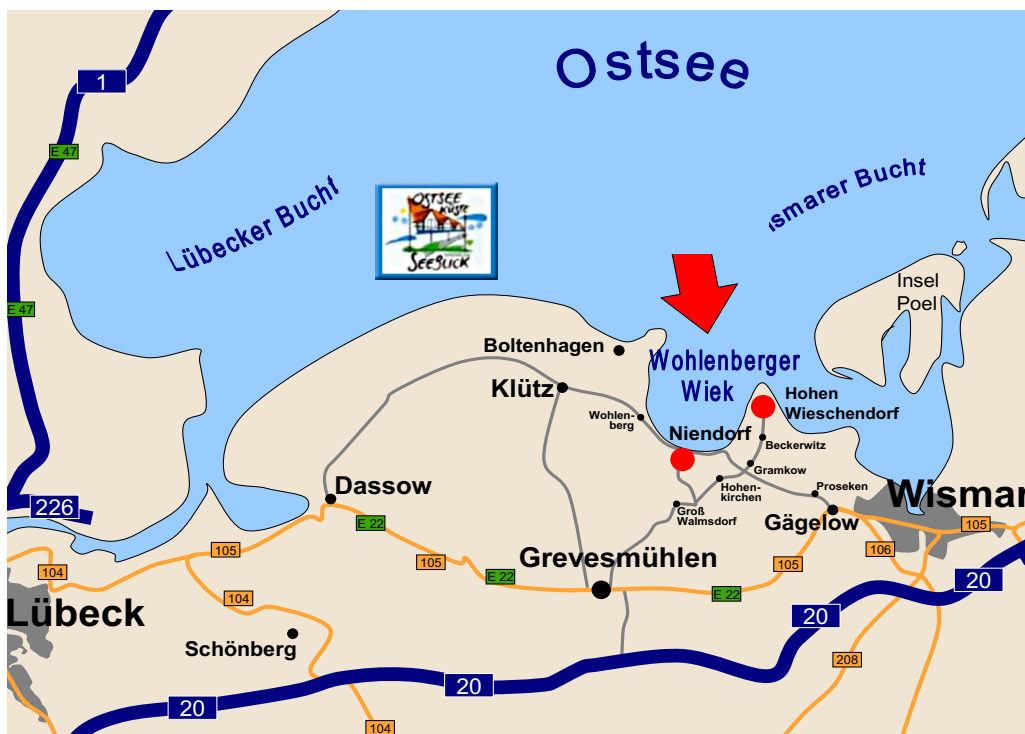 Ostsee
1
E 47
Lübecker Bucht
ismarer Bucht
OSTSEE
KÜSTE
SEEBLICK
Insel
Poel
E 47
Boltenhagen
Wohlenberger
Wiek
Klütz
Hohen
Wieschendorf
Wohlen-
berg
Niendorf
Beckerwitz
Gramkow
Dassow
Hohen-
kirchen
Proseken
Wismar
226
Groß
Walmsdorf
Gägelow
E 22
105
105
Grevesmühlen
106
105
105
104
E 22
E 22
20
104
Lübeck
20
Schönberg
208
20
20
104